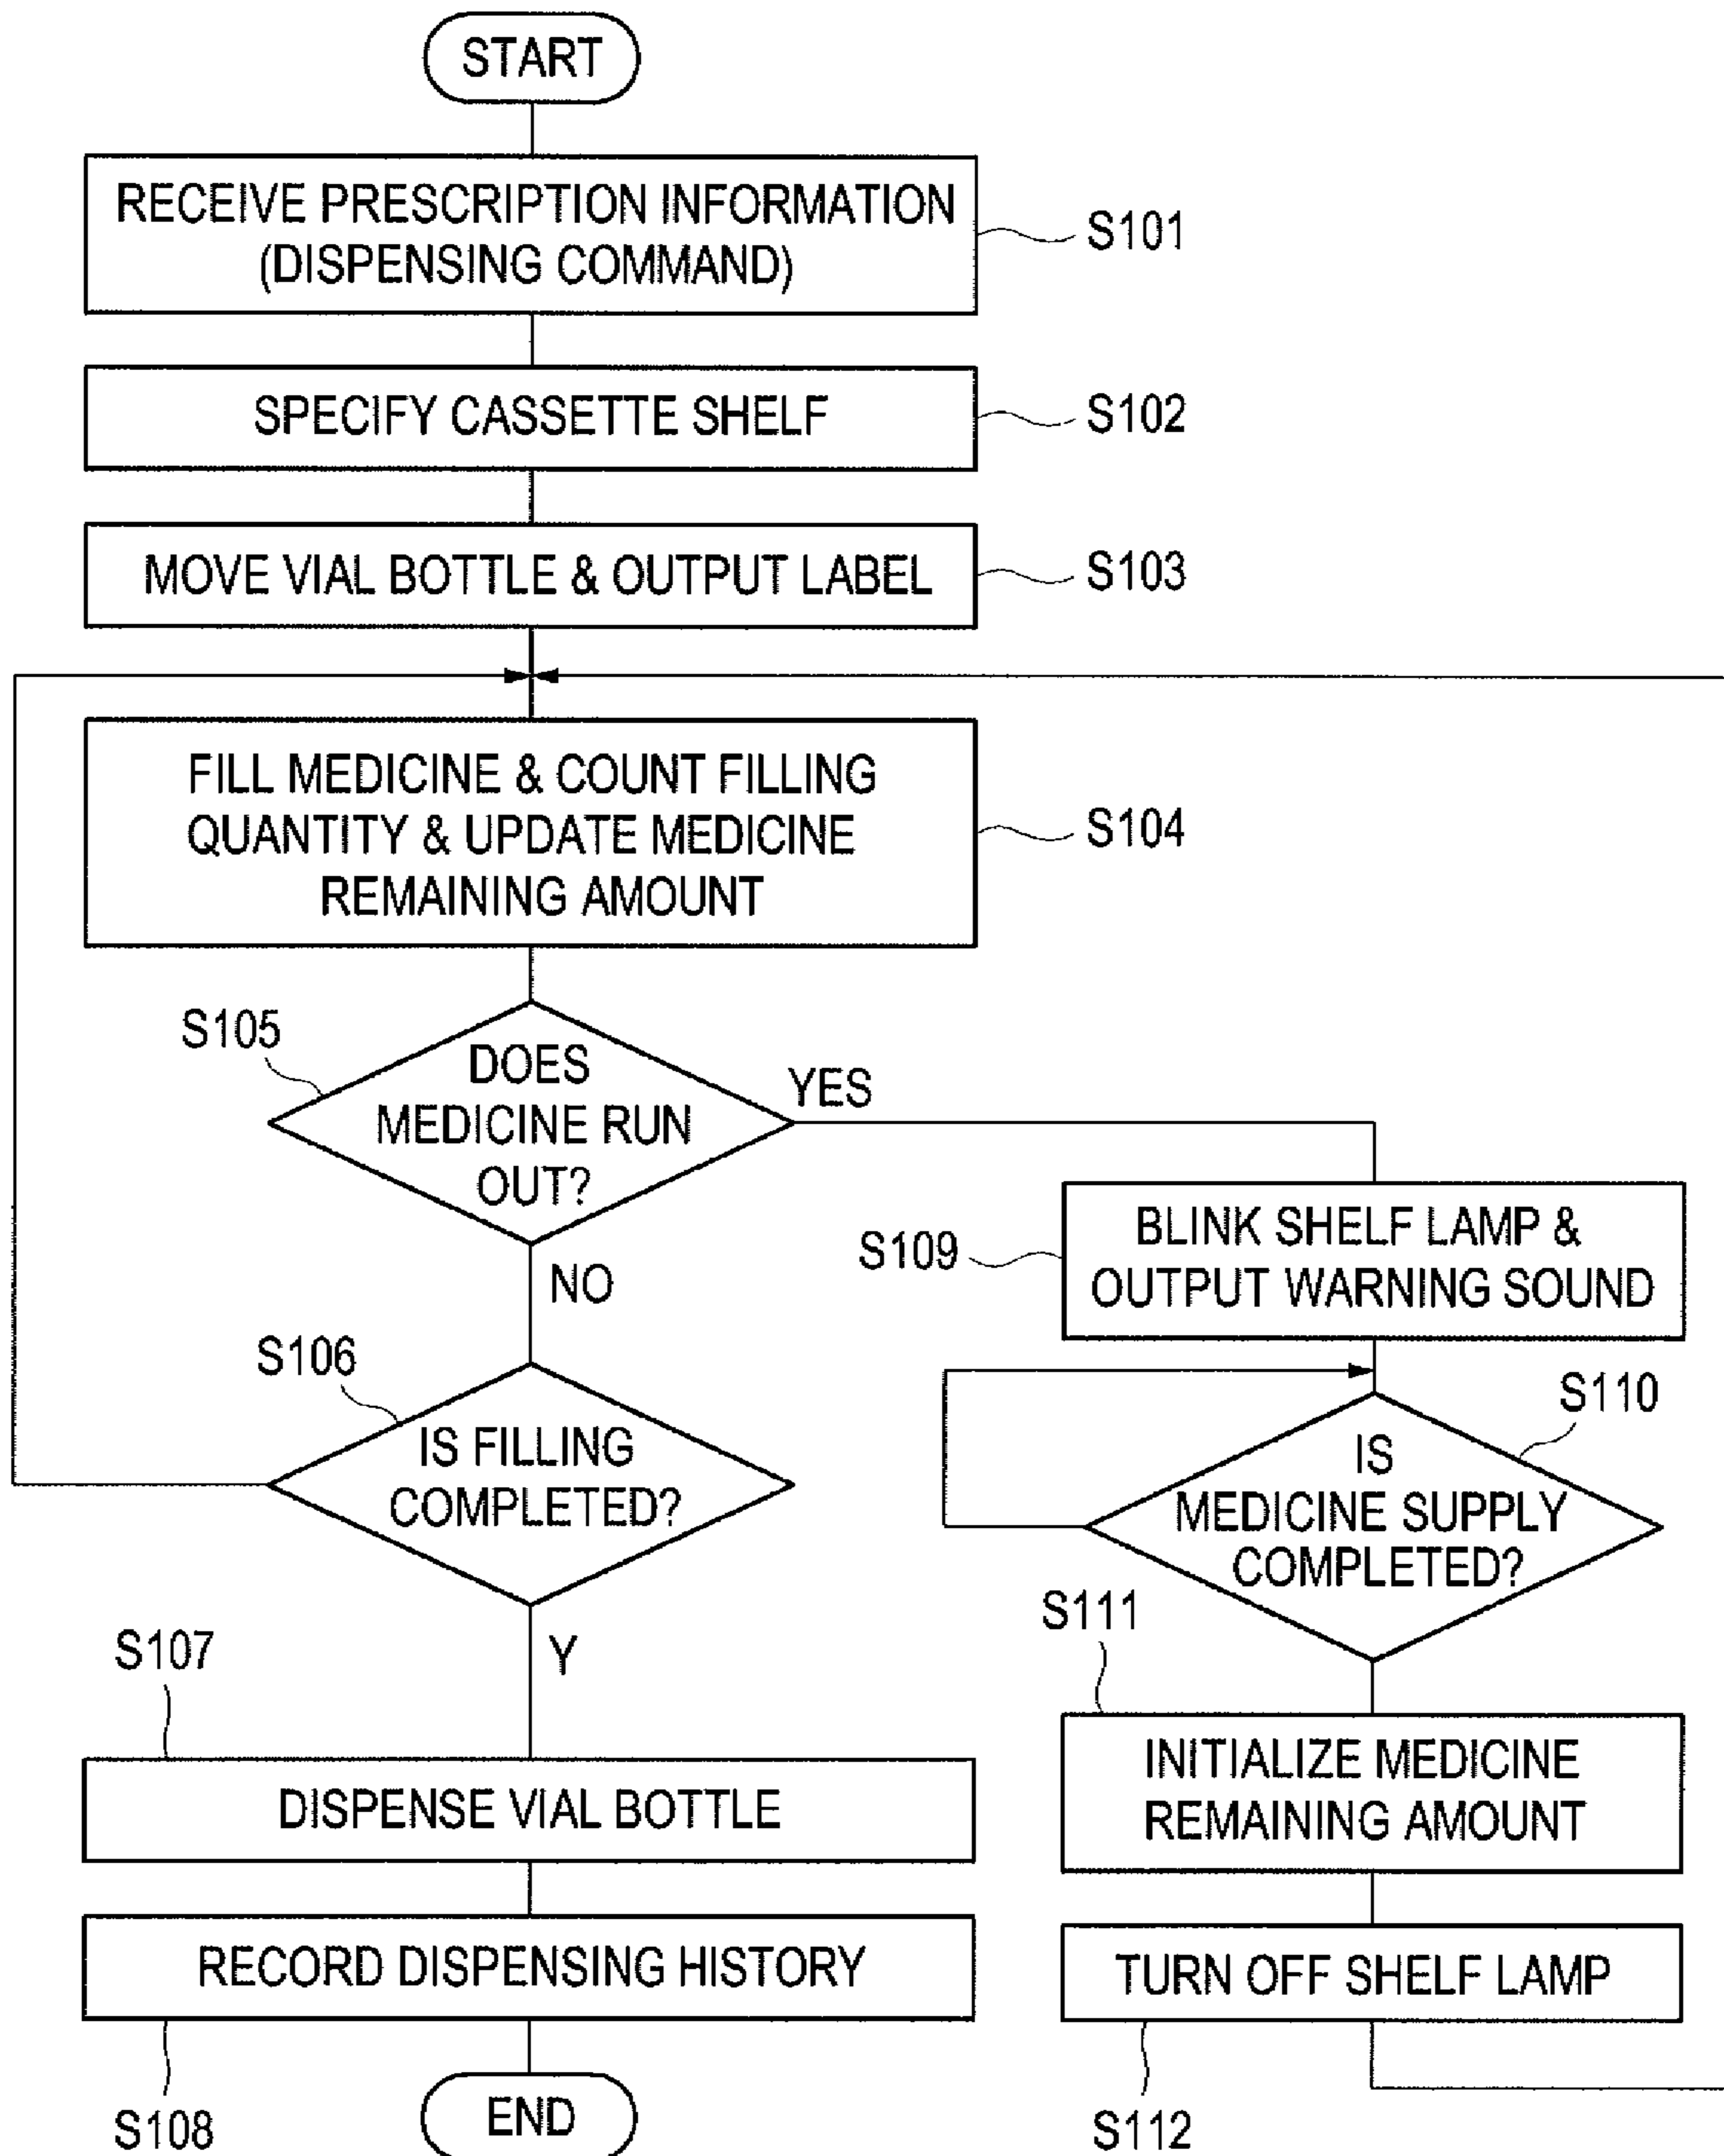 START
RECEIVE PRESCRIPTION INFORMATION
(DISPENSING COMMAND)
S101
SPECIFY CASSETTE SHELF
S102
MOVE VIAL BOTTLE & OUTPUT LABEL
S103
FILL MEDICINE & COUNT FILLING
QUANTITY & UPDATE MEDICINE
REMAINING AMOUNT
S104
S105
DOES
MEDICINE RUN
OUT?
YES
NO
S109
BLINK SHELF LAMP &
OUTPUT WARNING SOUND
S106
IS FILLING
COMPLETED?
Y
S110
IS
MEDICINE SUPPLY
COMPLETED?
S107
DISPENSE VIAL BOTTLE
S111
INITIALIZE MEDICINE
REMAINING AMOUNT
RECORD DISPENSING HISTORY
S108
TURN OFF SHELF LAMP
S112
END